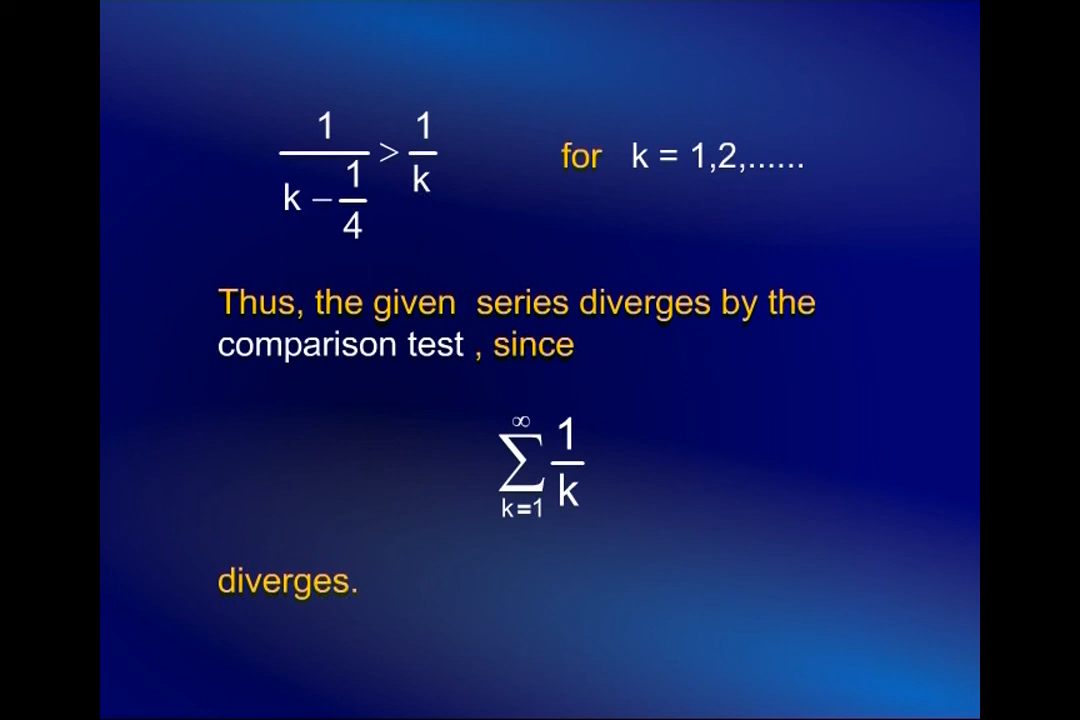 1/(k − 1/4) > 1/k for k = 1,2,......
Thus, the given series diverges by the
comparison test , since
∞
∑ 1/k
k=1
diverges.